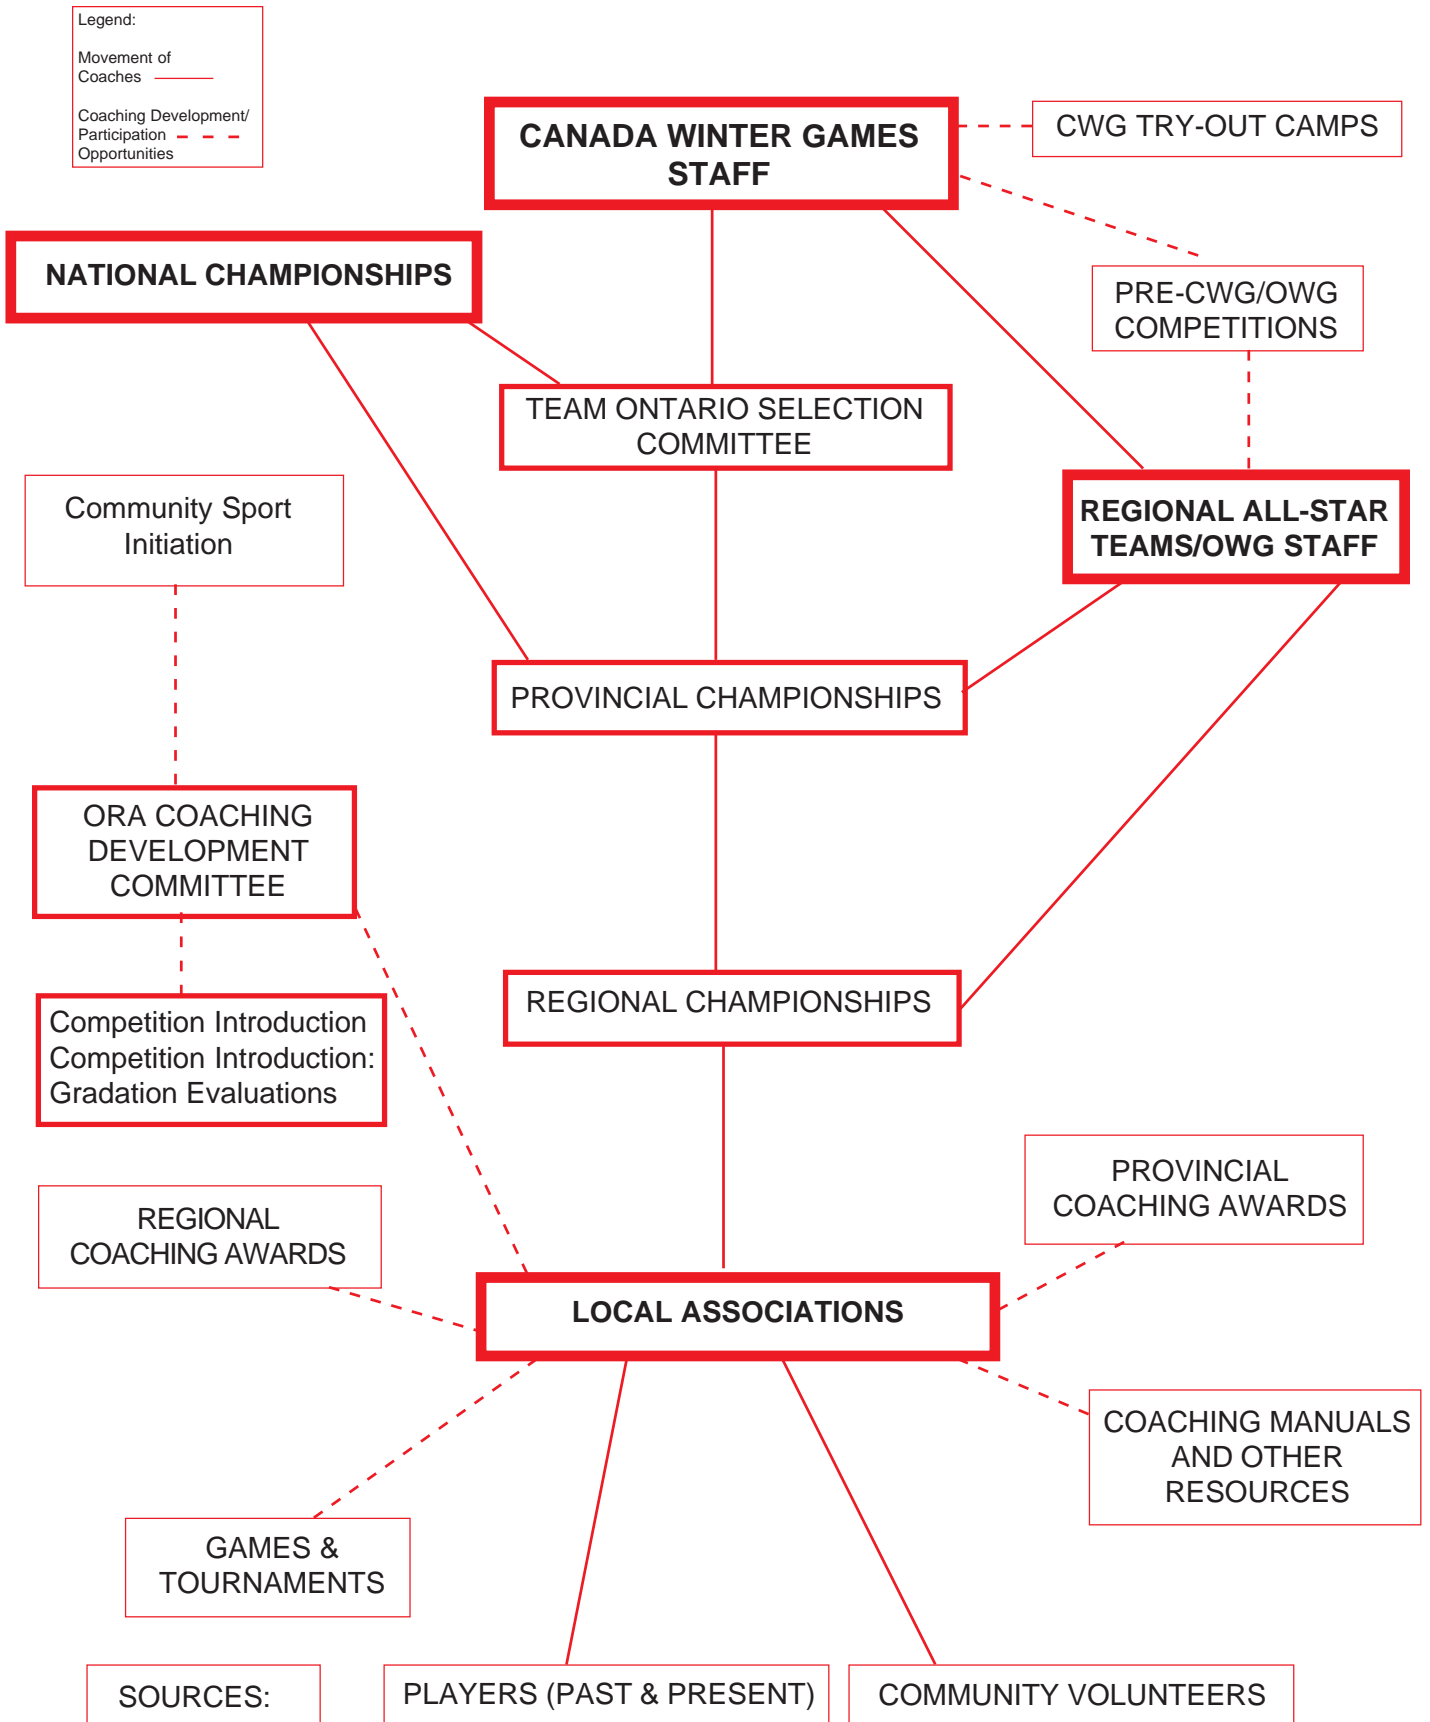 Legend:
Movement of
Coaches
Coaching Development/
Participation
Opportunities
CANADA WINTER GAMES
STAFF
CWG TRY-OUT CAMPS
NATIONAL CHAMPIONSHIPS
PRE-CWG/OWG
COMPETITIONS
TEAM ONTARIO SELECTION
COMMITTEE
Community Sport
Initiation
REGIONAL ALL-STAR
TEAMS/OWG STAFF
PROVINCIAL CHAMPIONSHIPS
ORA COACHING
DEVELOPMENT
COMMITTEE
REGIONAL CHAMPIONSHIPS
Competition Introduction
Competition Introduction:
Gradation Evaluations
PROVINCIAL
COACHING AWARDS
REGIONAL
COACHING AWARDS
LOCAL ASSOCIATIONS
COACHING MANUALS
AND OTHER
RESOURCES
GAMES &
TOURNAMENTS
SOURCES:
PLAYERS (PAST & PRESENT)
COMMUNITY VOLUNTEERS